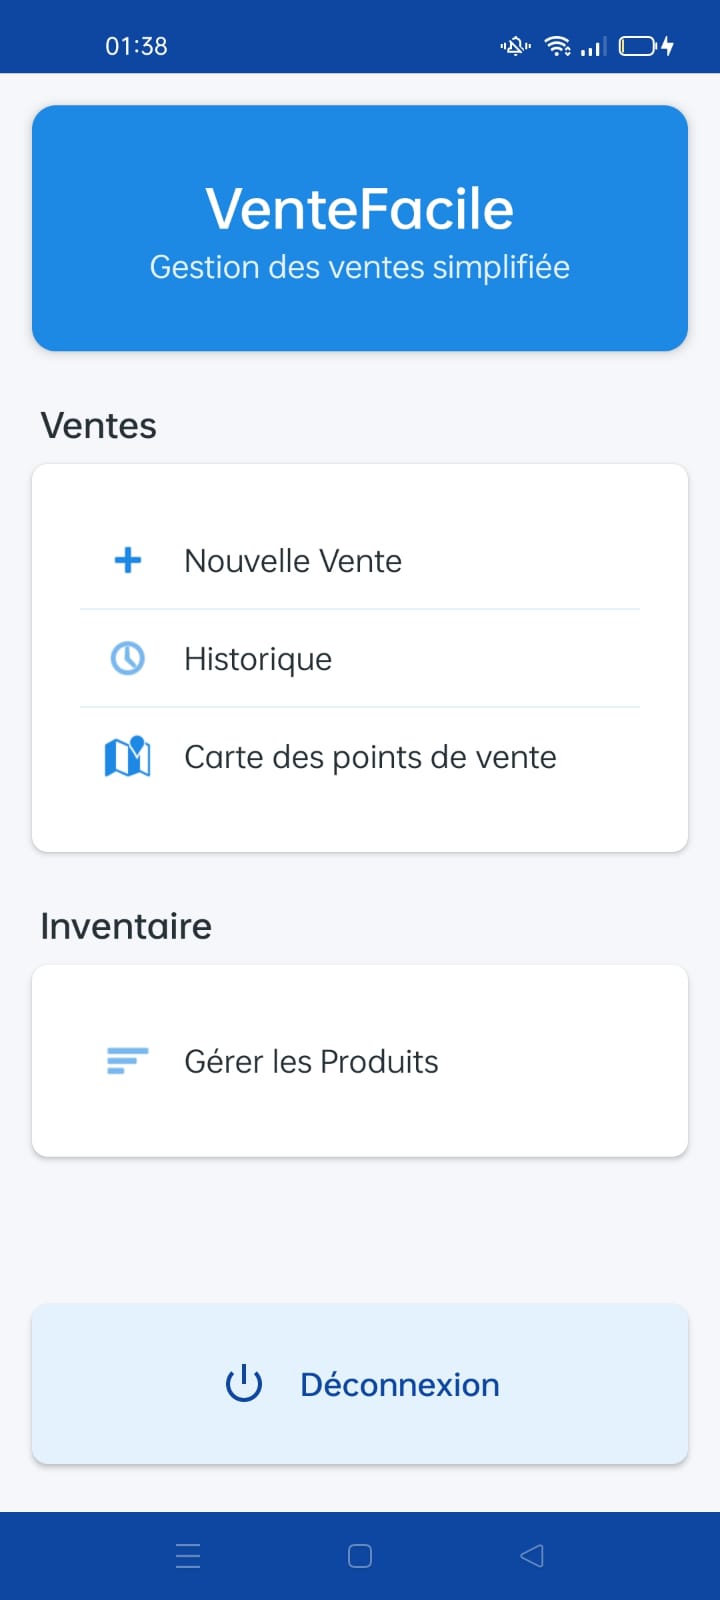 01:38
VenteFacile
Gestion des ventes simplifiée
Ventes
Nouvelle Vente
Historique
Carte des points de vente
Inventaire
Gérer les Produits
Déconnexion